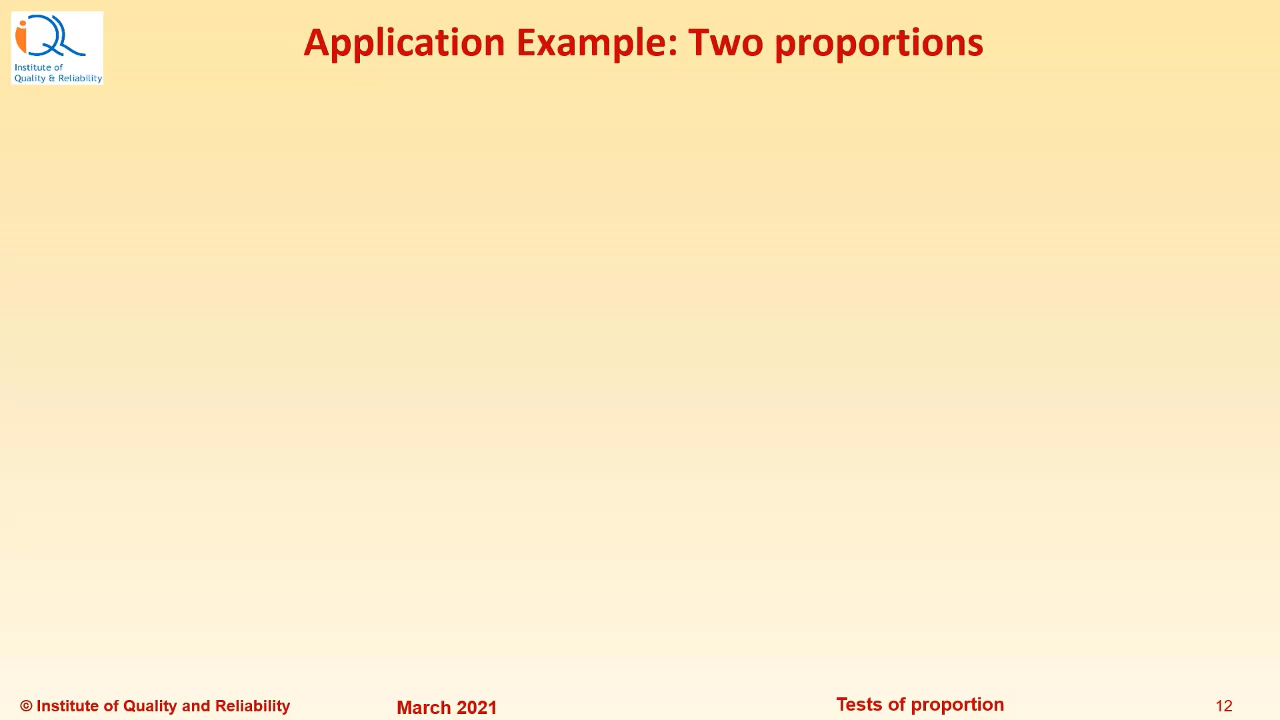 iQ
Institute of
Quality & Reliability
Application Example: Two proportions
© Institute of Quality and Reliability
March 2021
Tests of proportion
12